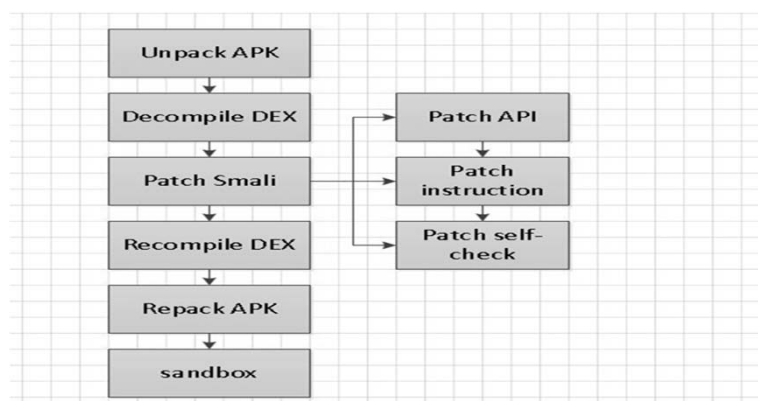 Unpack APK
Decompile DEX
Patch Smali
Recompile DEX
Repack APK
sandbox
Patch API
Patch
instruction
Patch self-
check